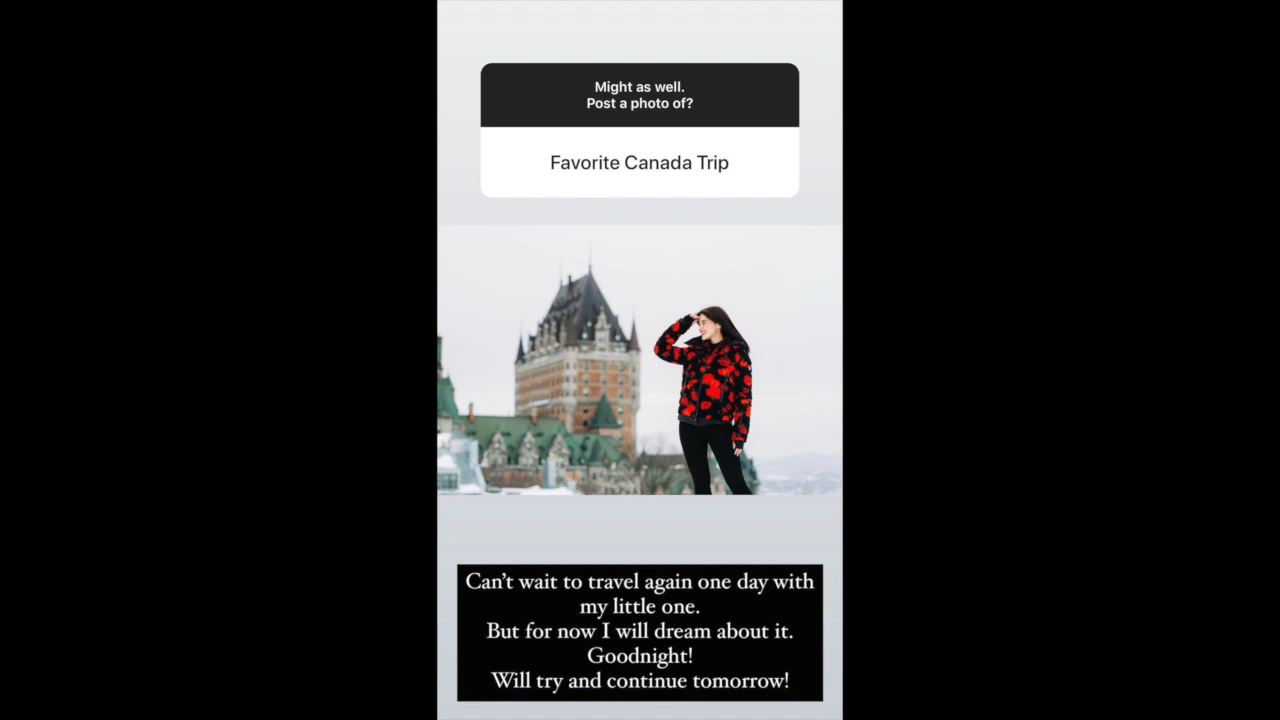 Might as well.
Post a photo of?
Favorite Canada Trip
Can't wait to travel again one day with
my little one.
But for now I will dream about it.
Goodnight!
Will try and continue tomorrow!